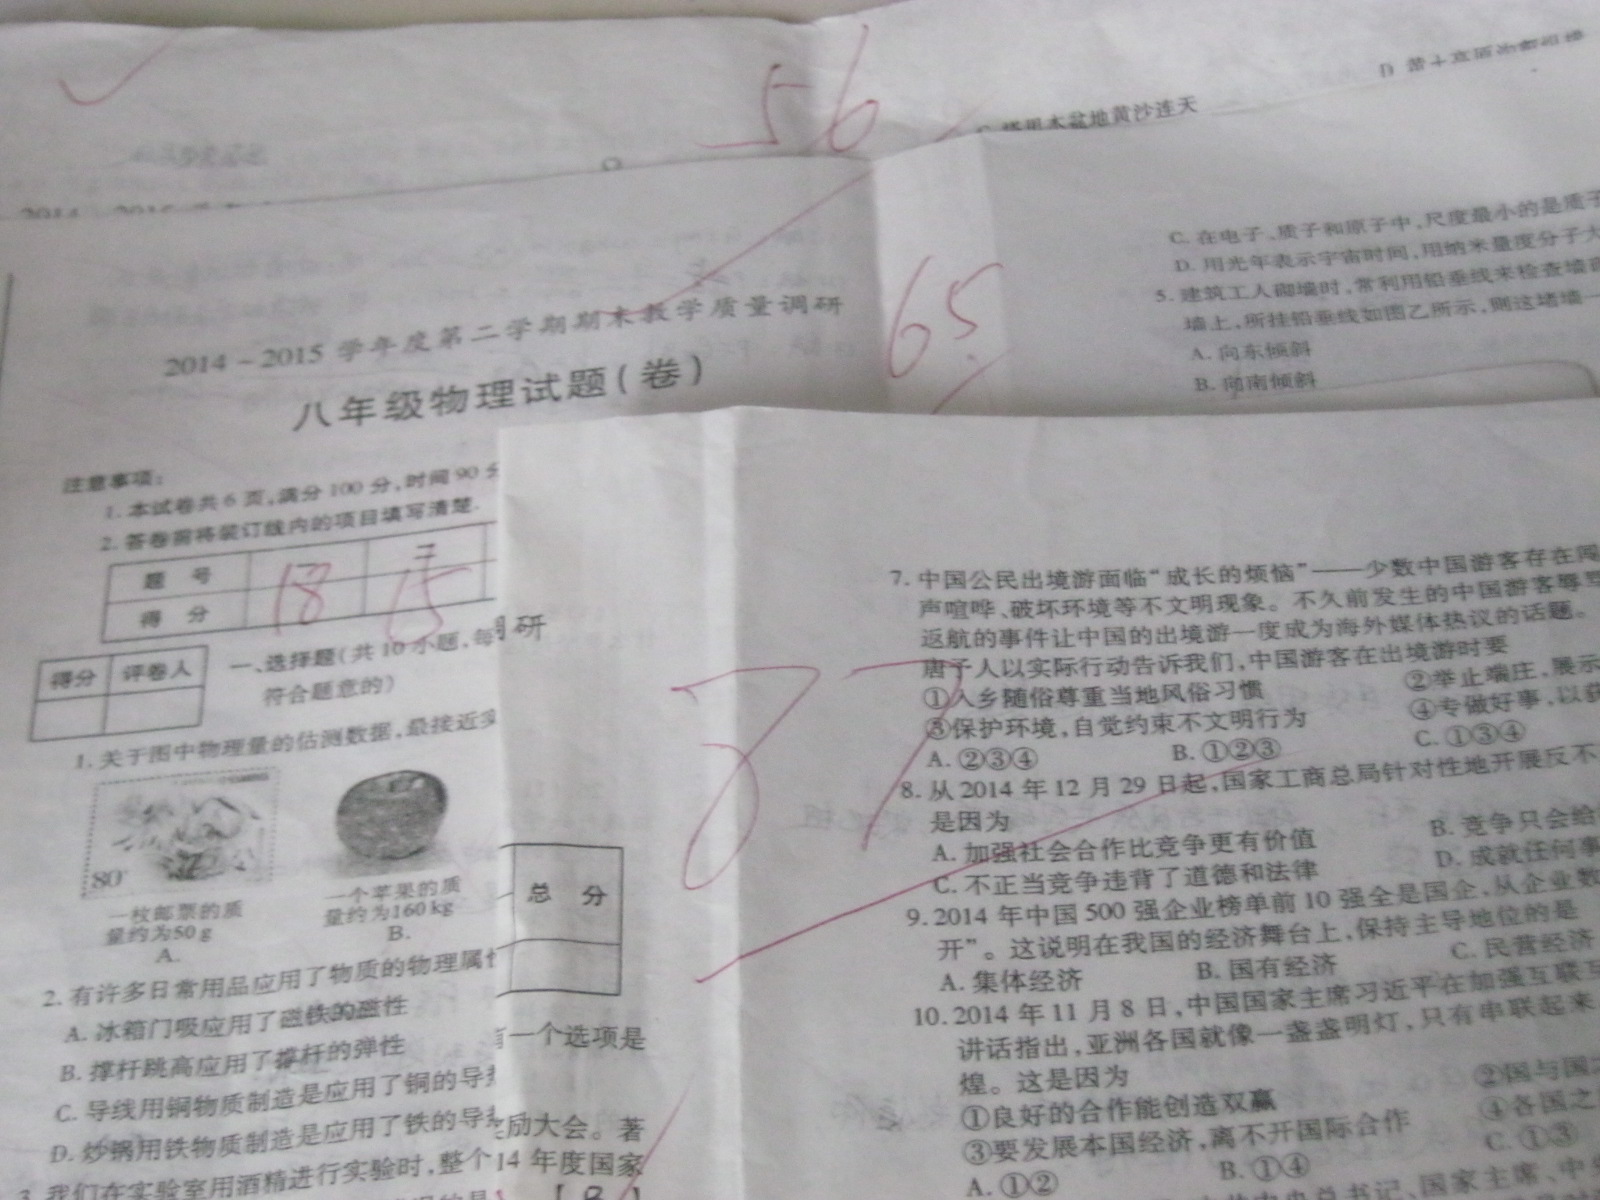 56
木盆地黄沙连天
2014-2015 学年度第二学期期末教学质量调研
八年级物理试题(卷)
65
注意事项:
1. 本试卷共 6 页,满分 100 分,时间 90
2. 答卷前将装订线内的项目填写清楚.
题 号 二
得 分 18 15
得分 评卷人
一、选择题(共 10 小题,每
符合题意的)
1. 关于图中物理量的估测数据,最接近
80
一枚邮票的质
量约为50 g
A.
一个苹果的质
量约为160 kg
B.
2. 有许多日常用品应用了物质的物理属
A. 冰箱门吸应用了磁铁的磁性
B. 撑杆跳高应用了撑杆的弹性
C. 导线用铜物质制造是应用了铜的导
D. 炒锅用铁物质制造是应用了铁的导
3. 我们在实验室用酒精进行实验时,整个
C. 在电子、质子和原子中,尺度最小的是质子
D. 用光年表示宇宙时间,用纳米量度分子大
5. 建筑工人砌墙时,常利用铅垂线来检查墙
墙上,所挂铅垂线如图乙所示,则这堵墙
A. 向东倾斜
B. 向南倾斜
研
87
总 分
一个选项是
励大会。著
14 年度国家
【 B 】
7. 中国公民出境游面临“成长的烦恼”——少数中国游客存在
声喧哗、破坏环境等不文明现象。不久前发生的中国游客辱
返航的事件让中国的出境游一度成为海外媒体热议的话题。
唐子人以实际行动告诉我们,中国游客在出境游时要
①入乡随俗尊重当地风俗习惯 ②举止端庄,展示
③保护环境,自觉约束不文明行为 ④专做好事,以
A. ②③④ B. ①②③ C. ①③④
8. 从 2014 年 12 月 29 日起,国家工商总局针对性地开展反不
是因为
A. 加强社会合作比竞争更有价值 B. 竞争只会给
C. 不正当竞争违背了道德和法律 D. 成就任何事
9. 2014 年中国 500 强企业榜单前 10 强全是国企,从企业数
开”。这说明在我国的经济舞台上,保持主导地位的是
A. 集体经济 B. 国有经济 C. 民营经济
10. 2014 年 11 月 8 日,中国国家主席习近平在加强互联互
讲话指出,亚洲各国就像一盏盏明灯,只有串联起来
煌。这是因为
①良好的合作能创造双赢 ②国与国
③要发展本国经济,离不开国际合作 ④各国之
A. ①② B. ①④ C. ①③
总书记、国家主席、中